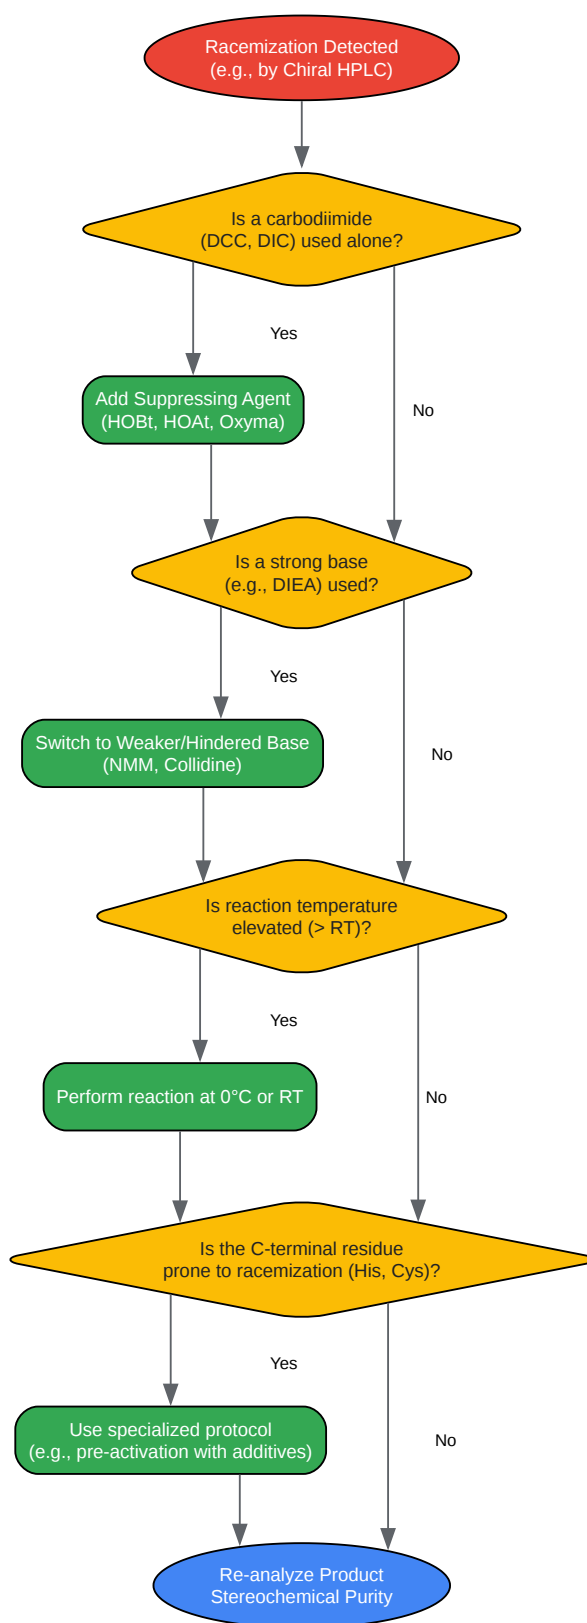 Racemization Detected
(e.g., by Chiral HPLC)
Is a carbodiimide
(DCC, DIC) used alone?
Yes
Add Suppressing Agent
(HOBt, HOAt, Oxyma)
No
Is a strong base
(e.g., DIEA) used?
Yes
Switch to Weaker/Hindered Base
(NMM, Collidine)
No
Is reaction temperature
elevated (> RT)?
Yes
Perform reaction at 0°C or RT
No
Is the C-terminal residue
prone to racemization (His, Cys)?
Yes
Use specialized protocol
(e.g., pre-activation with additives)
No
Re-analyze Product
Stereochemical Purity